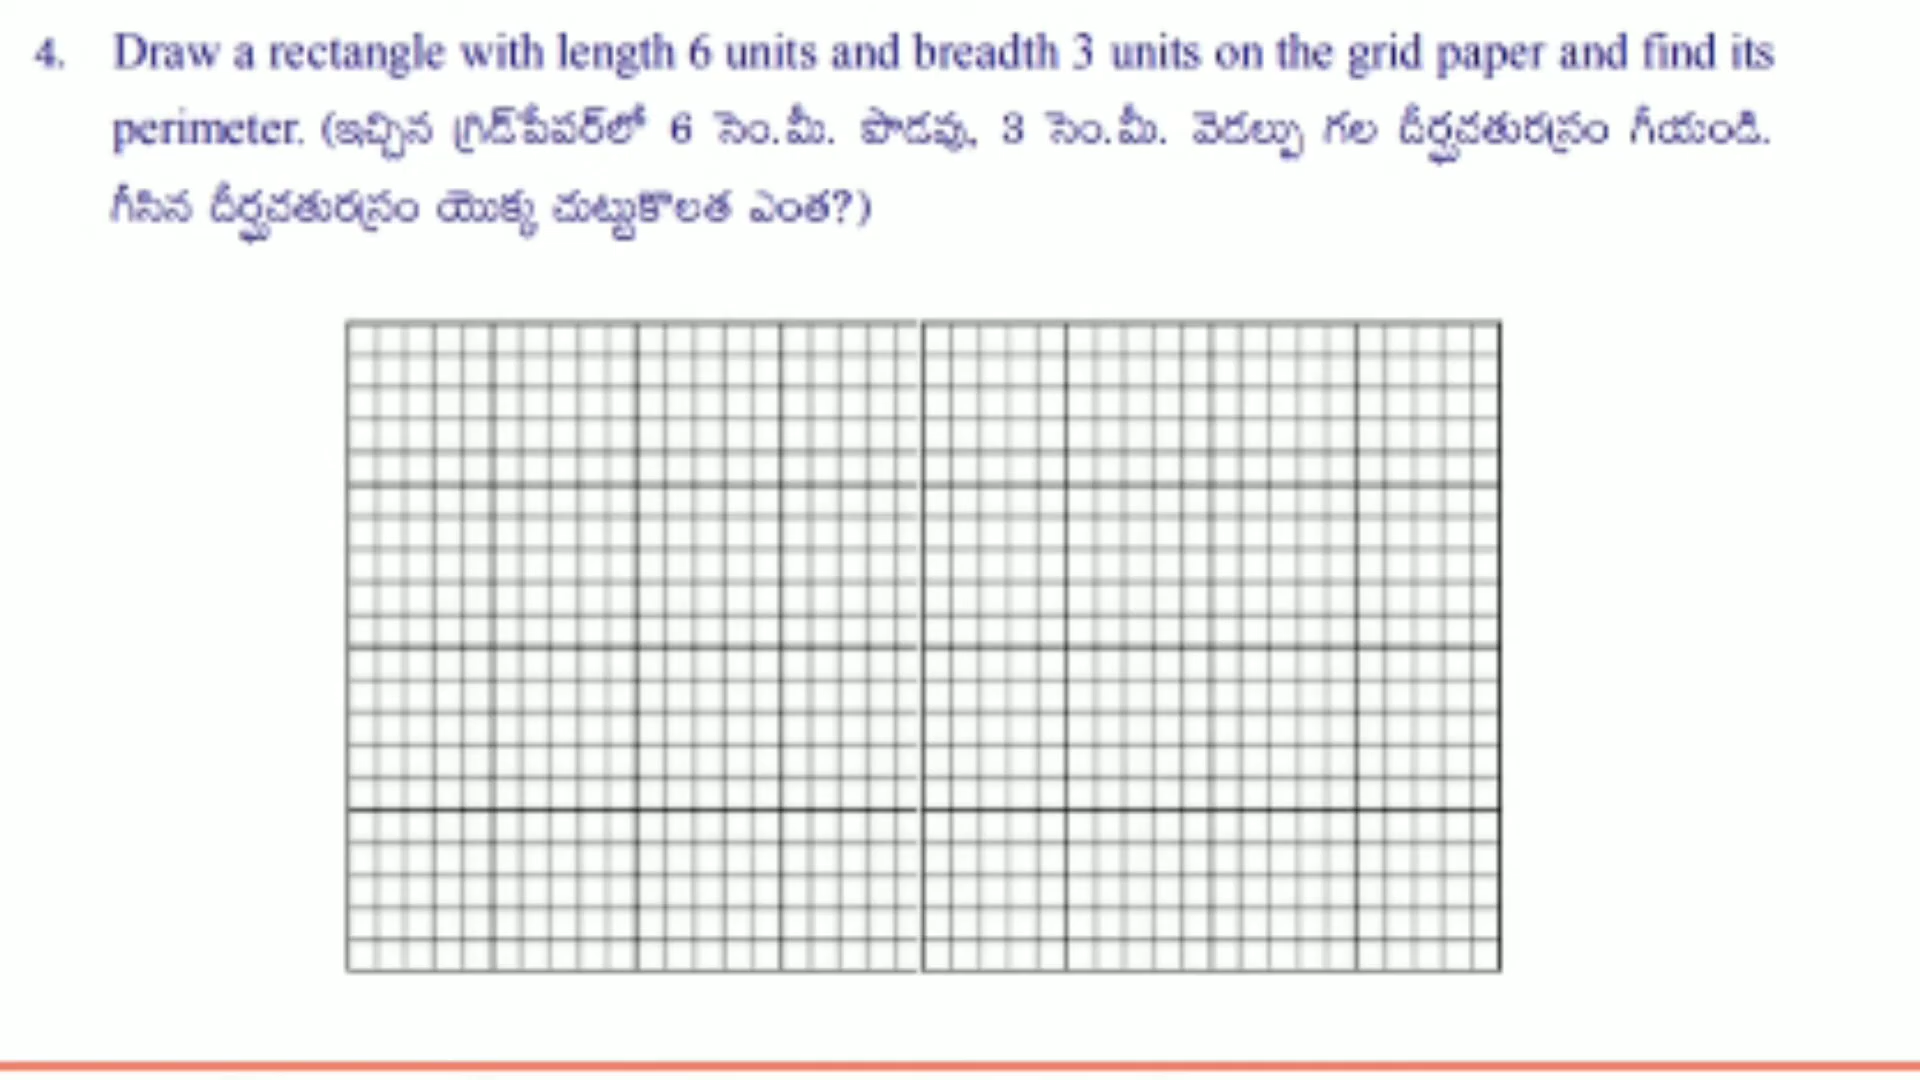 4. Draw a rectangle with length 6 units and breadth 3 units on the grid paper and find its
perimeter. (ఇచ్చిన గ్రిడ్‌పేపర్‌లో 6 సెం.మీ. పొడవు, 3 సెం.మీ. వెడల్పు గల దీర్ఘచతురస్రం గీయండి.
గీసిన దీర్ఘచతురస్రం యొక్క చుట్టుకొలత ఎంత?)